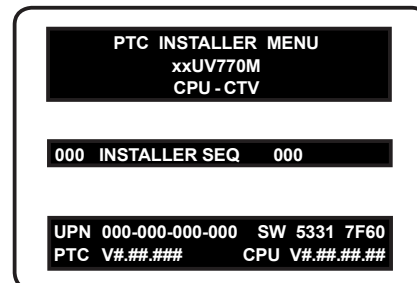 PTC INSTALLER MENU
xxUV770M
CPU - CTV
000 INSTALLER SEQ 000
UPN 000-000-000-000 SW 5331 7F60
PTC V#.##.### CPU V#.##.##.##